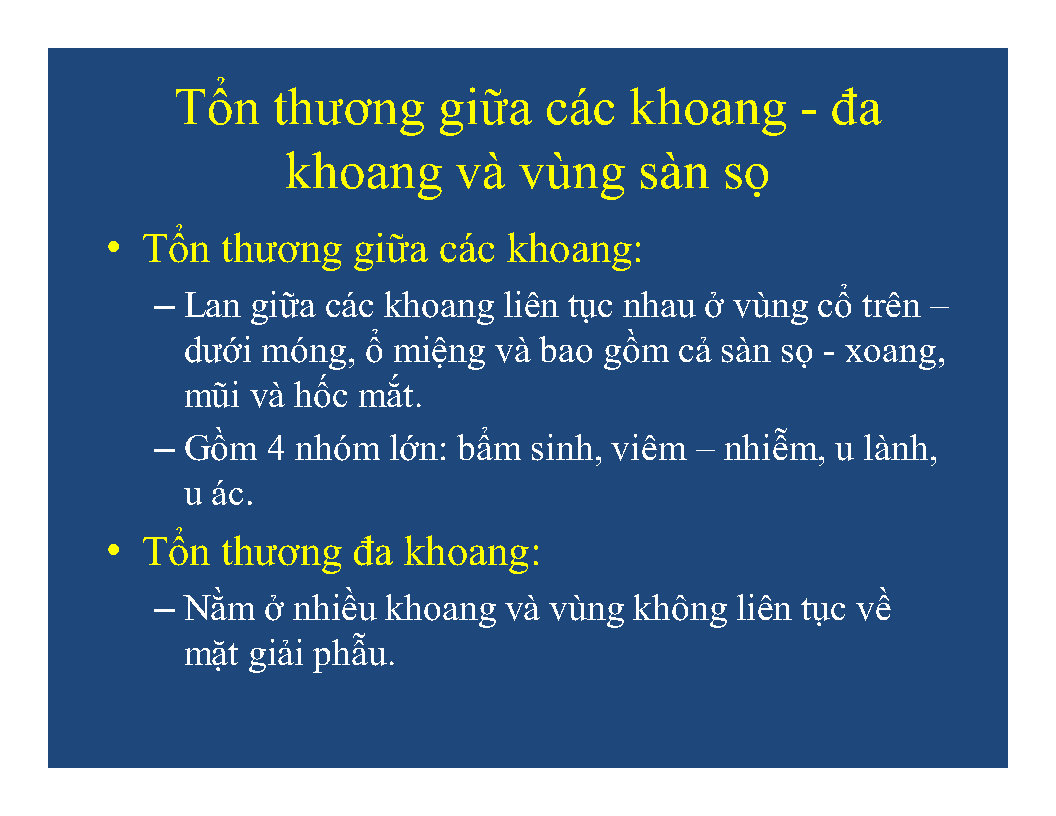 Tổn thương giữa các khoang - đa
khoang và vùng sàn sọ
• Tổn thương giữa các khoang:
– Lan giữa các khoang liên tục nhau ở vùng cổ trên –
dưới móng, ổ miệng và bao gồm cả sàn sọ - xoang,
mũi và hốc mắt.
– Gồm 4 nhóm lớn: bẩm sinh, viêm – nhiễm, u lành,
u ác.
• Tổn thương đa khoang:
– Nằm ở nhiều khoang và vùng không liên tục về
mặt giải phẫu.